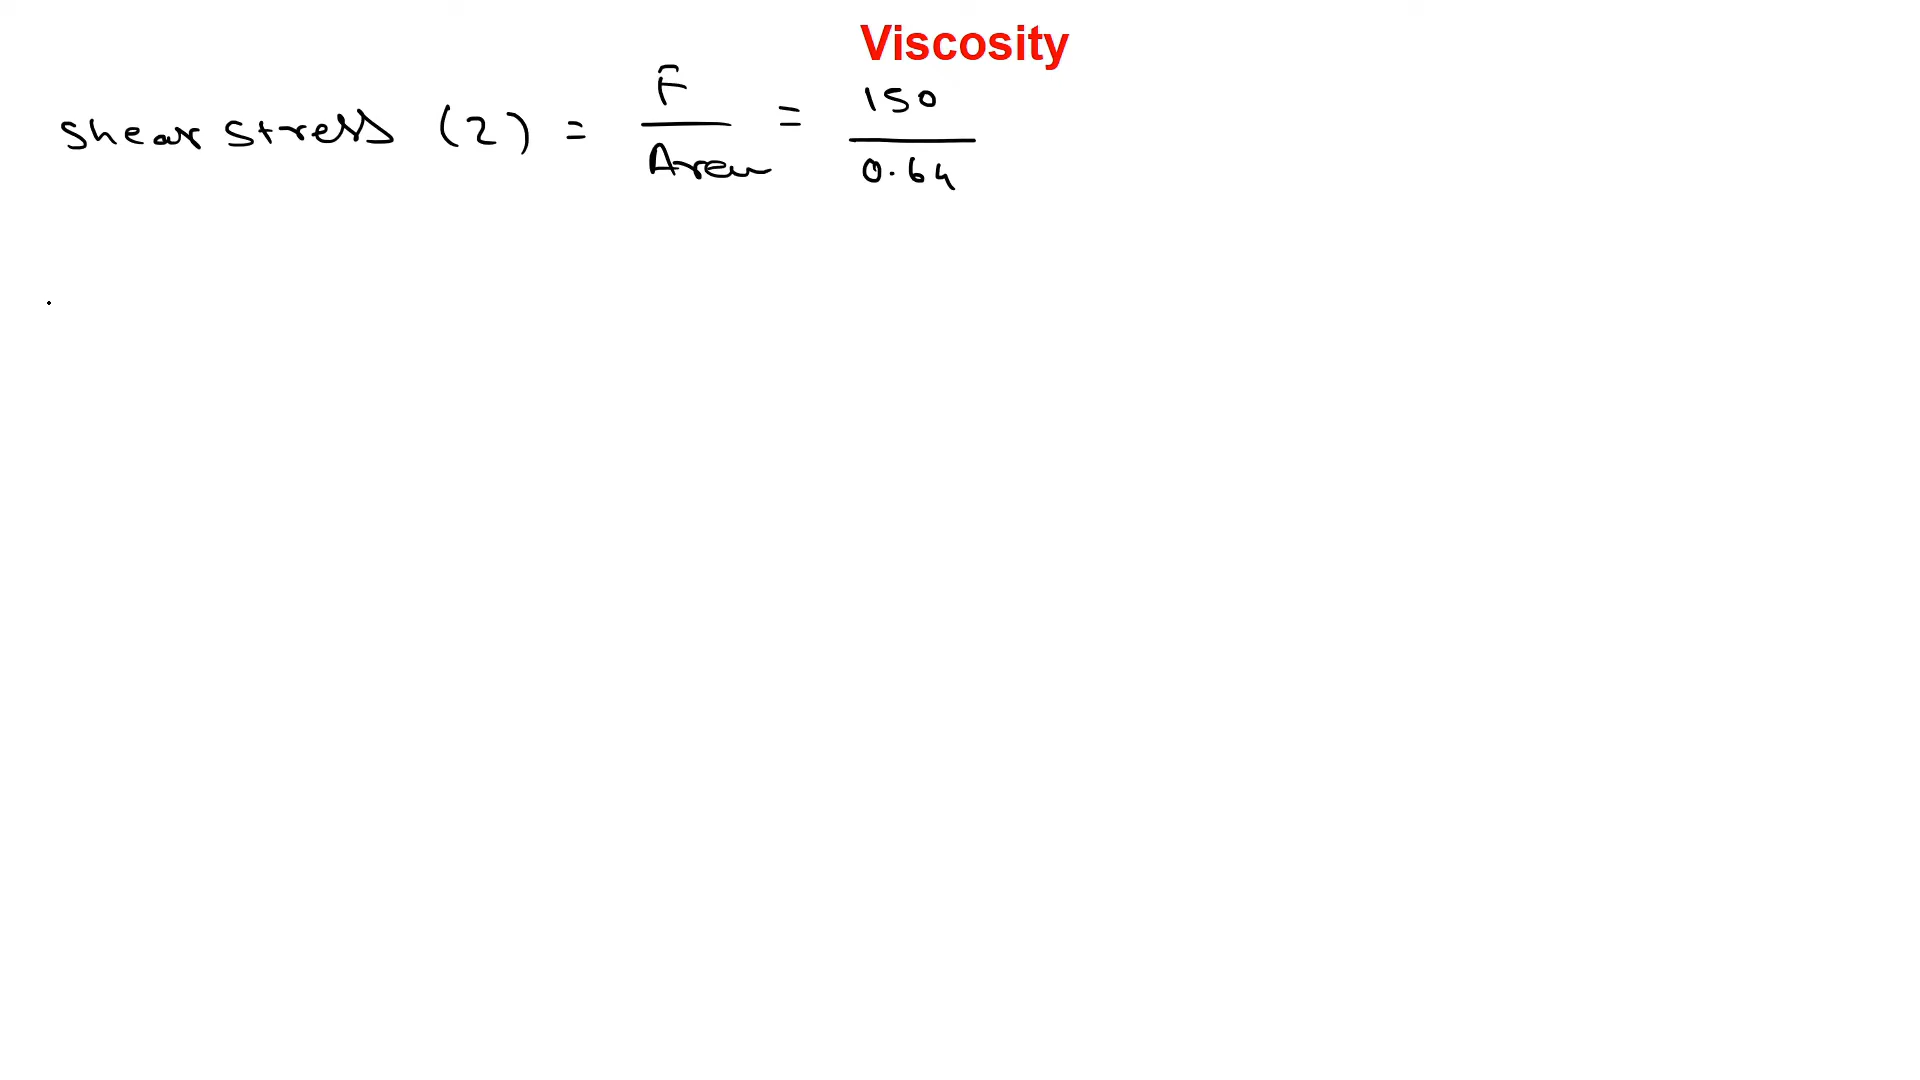 Viscosity
Shear stress (τ) = F / Area = 150 / 0.64